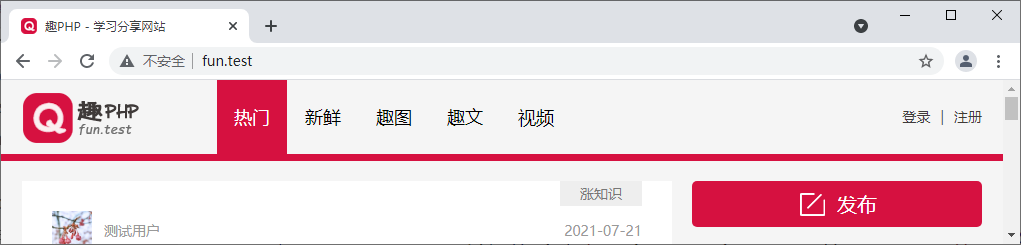 趣PHP - 学习分享网站
不安全 fun.test
趣PHP
fun.test
热门 新鲜 趣图 趣文 视频
登录 | 注册
涨知识
发布
测试用户 2021-07-21